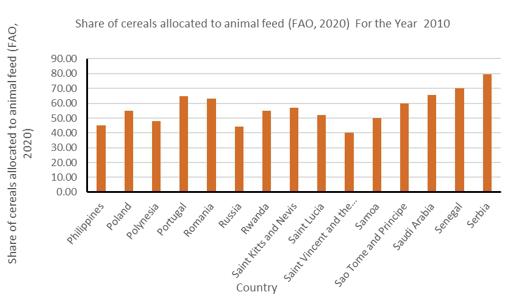 Share of cereals allocated to animal feed (FAO, 2020) For the Year 2010
Share of cereals allocated to animal feed (FAO,
2020)
90.00
80.00
70.00
60.00
50.00
40.00
30.00
20.00
10.00
0.00
Philippines
Poland
Polynesia
Portugal
Romania
Russia
Rwanda
Saint Kitts and Nevis
Saint Lucia
Saint Vincent and the...
Samoa
Sao Tome and Principe
Saudi Arabia
Senegal
Serbia
Country